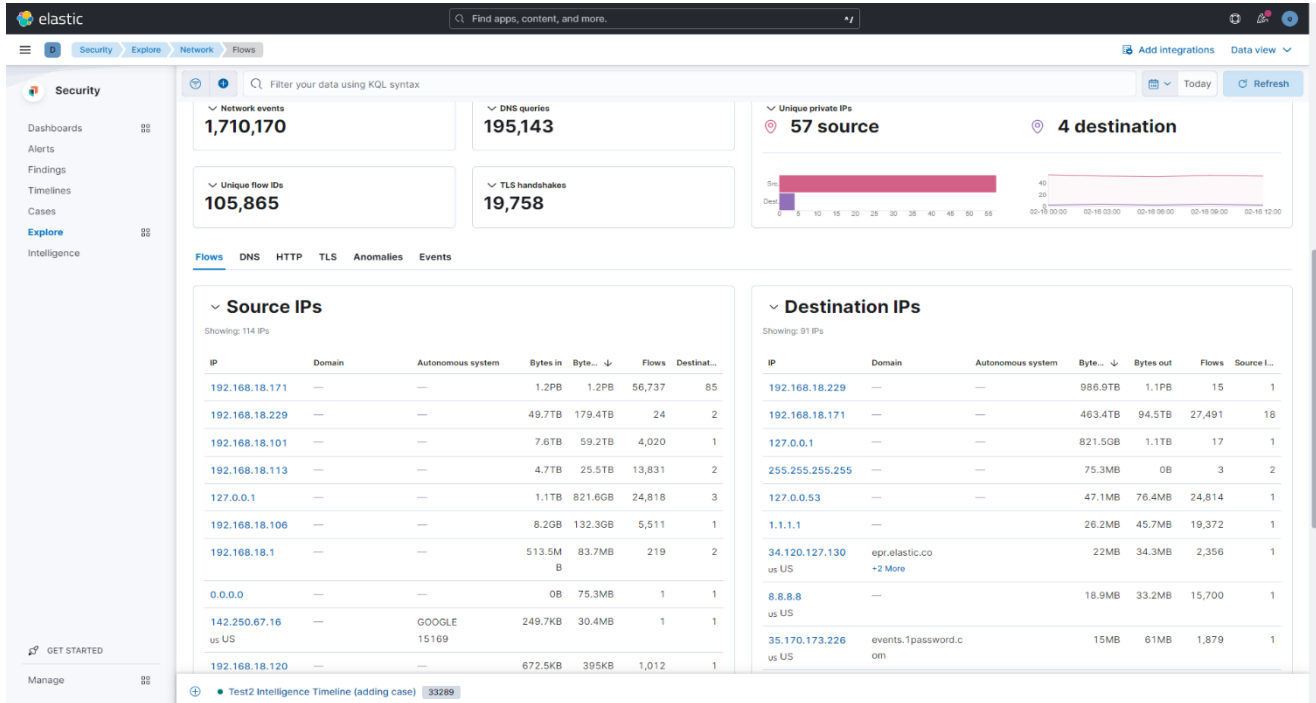 elastic
Find apps, content, and more.
^/
D Security Explore Network Flows
Add integrations Data view
Security
Filter your data using KQL syntax
Today
Refresh
Dashboards
Alerts
Findings
Timelines
Cases
Explore
Intelligence
GET STARTED
Manage
Network events
1,710,170
DNS queries
195,143
Unique private IPs
57 source
4 destination
Unique flow IDs
105,865
TLS handshakes
19,758
Src.
Dest.
0 5 10 15 20 25 30 35 40 45 50 55
40
20
0
02-16 00:00 02-16 03:00 02-16 06:00 02-16 09:00 02-16 12:00
Flows DNS HTTP TLS Anomalies Events
Source IPs
Showing: 114 IPs
IP Domain Autonomous system Bytes in Byte... ↓ Flows Destinat...
192.168.18.171 — — 1.2PB 1.2PB 56,737 85
192.168.18.229 — — 49.7TB 179.4TB 24 2
192.168.18.101 — — 7.6TB 59.2TB 4,020 1
192.168.18.113 — — 4.7TB 25.5TB 13,831 2
127.0.0.1 — — 1.1TB 821.6GB 24,818 3
192.168.18.106 — — 8.2GB 132.3GB 5,511 1
192.168.18.1 — — 513.5M 83.7MB 219 2
B
0.0.0.0 — — 0B 75.3MB 1 1
142.250.67.16 — GOOGLE 249.7KB 30.4MB 1 1
us US 15169
192.168.18.120 — — 672.5KB 395KB 1,012 1
Destination IPs
Showing: 91 IPs
IP Domain Autonomous system Byte... ↓ Bytes out Flows Source I...
192.168.18.229 — — 986.9TB 1.1PB 15 1
192.168.18.171 — — 463.4TB 94.5TB 27,491 18
127.0.0.1 — — 821.5GB 1.1TB 17 1
255.255.255.255 — — 75.3MB 0B 3 2
127.0.0.53 — — 47.1MB 76.4MB 24,814 1
1.1.1.1 — 26.2MB 45.7MB 19,372 1
34.120.127.130 epr.elastic.co 22MB 34.3MB 2,356 1
us US +2 More
8.8.8.8 — 18.9MB 33.2MB 15,700 1
us US
35.170.173.226 events.1password.c 15MB 61MB 1,879 1
us US om
Test2 Intelligence Timeline (adding case) 33289